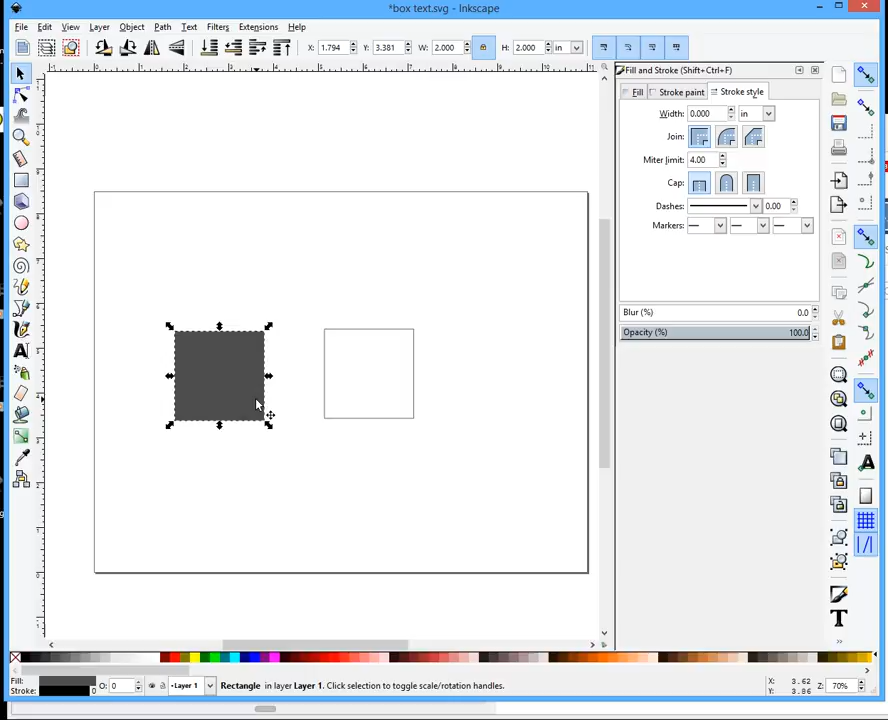 *box text.svg - Inkscape
File Edit View Layer Object Path Text Filters Extensions Help
X: 1.794 Y: 3.381 W: 2.000 H: 2.000 in
Fill and Stroke (Shift+Ctrl+F)
Fill Stroke paint Stroke style
Width: 0.000 in
Join:
Miter limit: 4.00
Cap:
Dashes: 0.00
Markers:
Blur (%) 0.0
Opacity (%) 100.0
Fill:
Stroke: 0
O: 0
•Layer 1
Rectangle in layer Layer 1. Click selection to toggle scale/rotation handles.
X: 3.62
Y: 3.86
Z: 70%